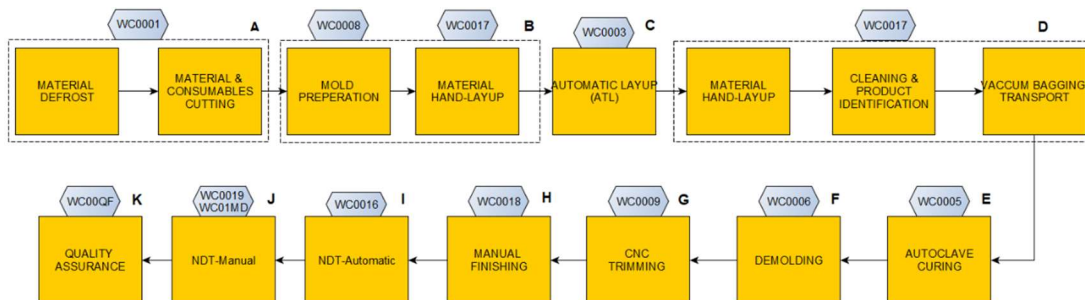 WC0001
A
WC0008
WC0017
B
WC0003
C
WC0017
D
MATERIAL
DEFROST
MATERIAL &
CONSUMABLES
CUTTING
MOLD
PREPERATION
MATERIAL
HAND-LAYUP
AUTOMATIC LAYUP
(ATL)
MATERIAL
HAND-LAYUP
CLEANING &
PRODUCT
IDENTIFICATION
VACCUM BAGGING
TRANSPORT
WC00QF
K
WC0019
WC01MD
J
WC0016
I
WC0018
H
WC0009
G
WC0006
F
WC0005
E
QUALITY
ASSURANCE
NDT-Manual
NDT-Automatic
MANUAL
FINISHING
CNC
TRIMMING
DEMOLDING
AUTOCLAVE
CURING